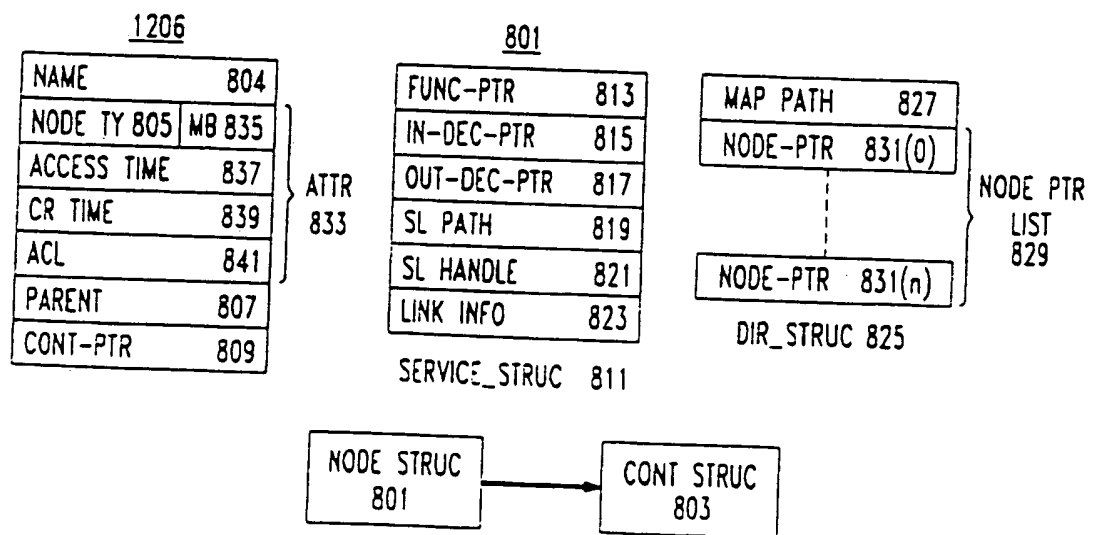 1206
NAME 804
NODE TY 805 MB 835
ACCESS TIME 837
CR TIME 839
ACL 841
PARENT 807
CONT-PTR 809
ATTR
833
801
FUNC-PTR 813
IN-DEC-PTR 815
OUT-DEC-PTR 817
SL PATH 819
SL HANDLE 821
LINK INFO 823
SERVICE_STRUC 811
MAP PATH 827
NODE-PTR 831(0)
NODE-PTR 831(n)
NODE PTR
LIST
829
DIR_STRUC 825
NODE STRUC
801
CONT STRUC
803